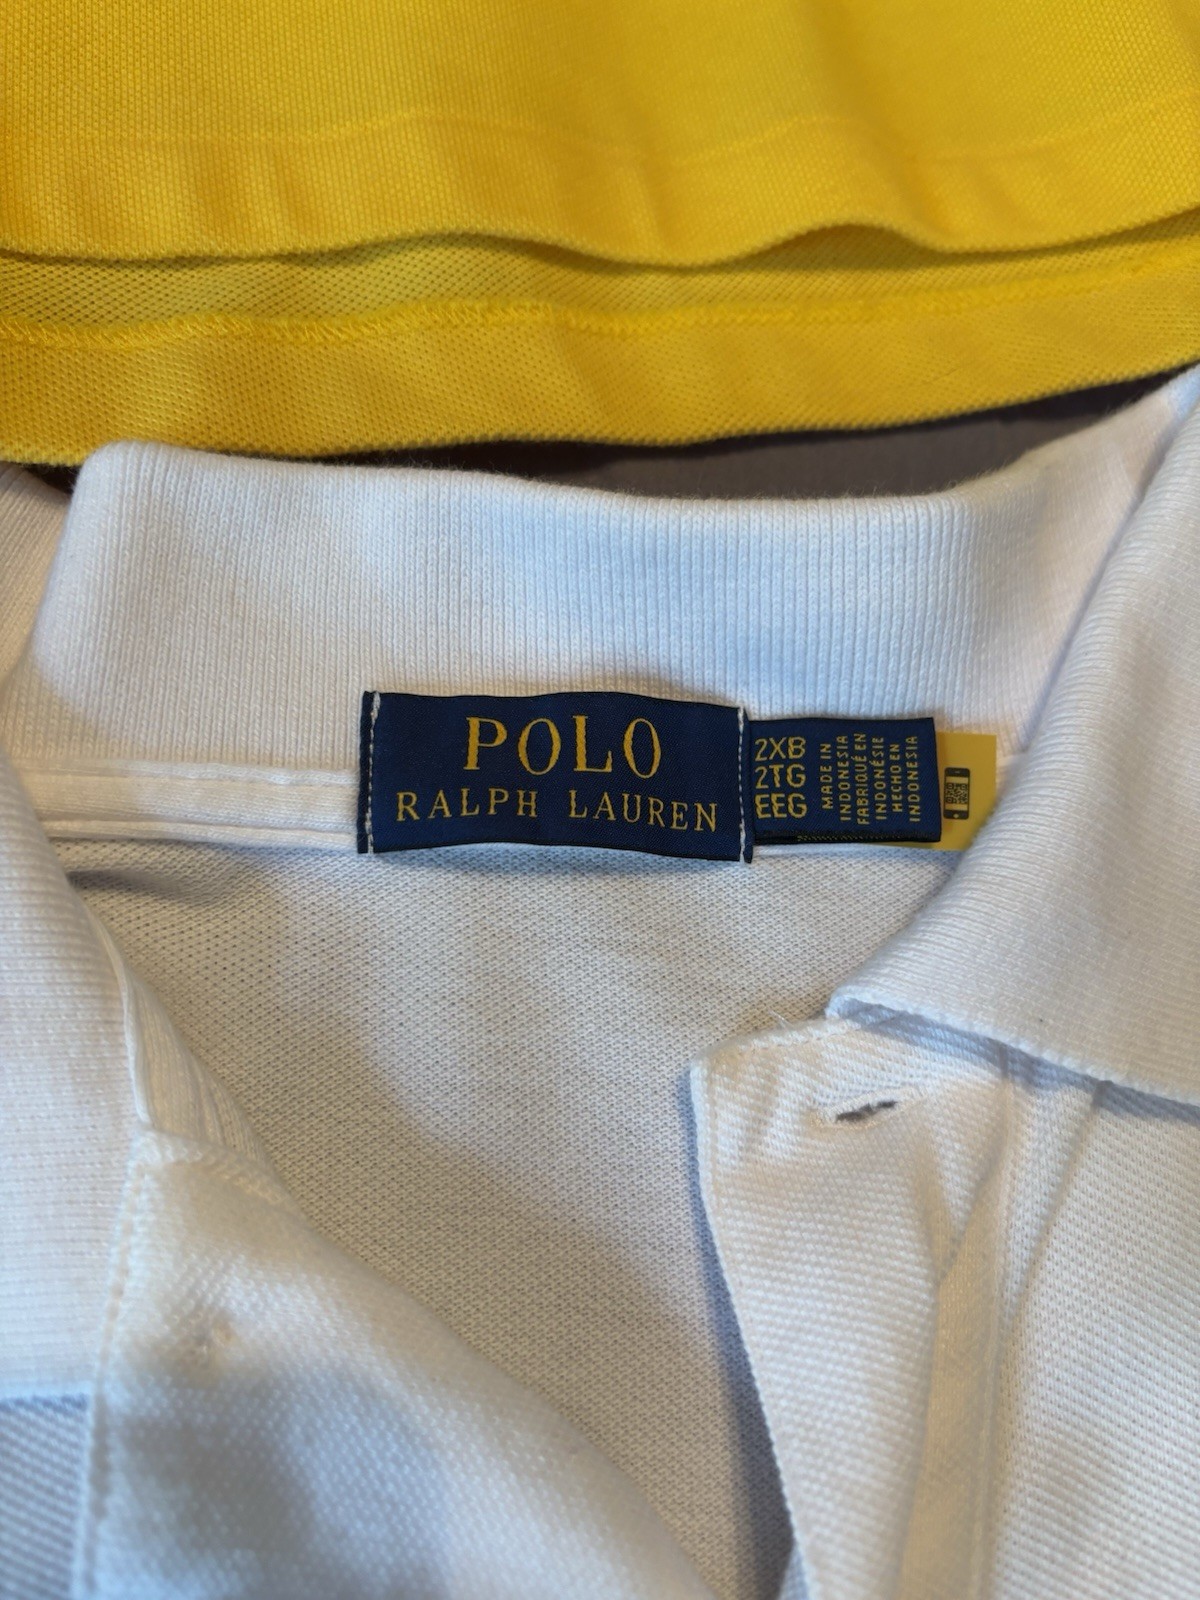 POLO
RALPH LAUREN
2XB
2TG
EEG
MADE IN
INDONESIA
FABRIQUÉ EN
INDONÉSIE
HECHO EN
INDONESIA